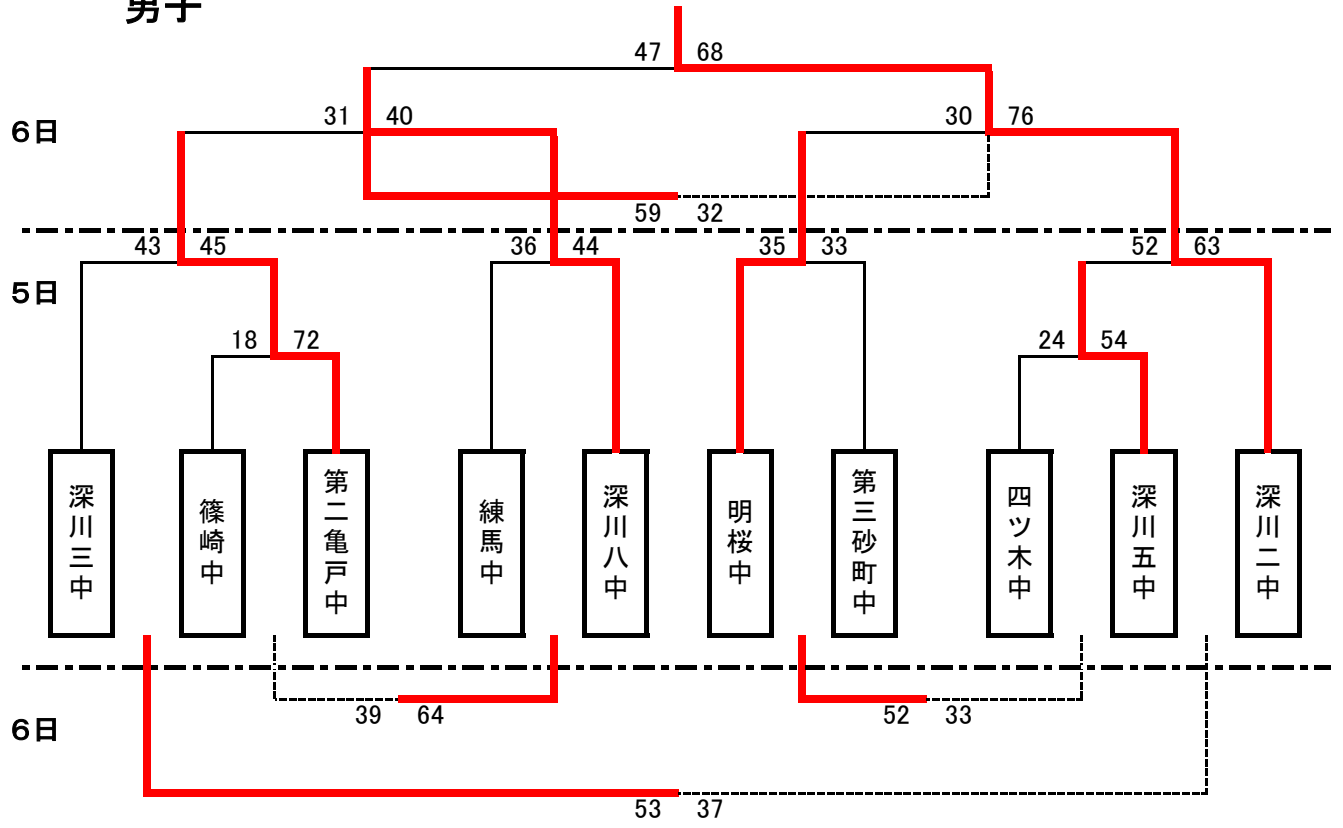 男子
47 68
31 40
30 76
6日
59 32
43 45
36 44
35 33
52 63
5日
18 72
24 54
深川三中
篠崎中
第二亀戸中
練馬中
深川八中
明桜中
第三砂町中
四ツ木中
深川五中
深川二中
39 64
52 33
6日
53 37